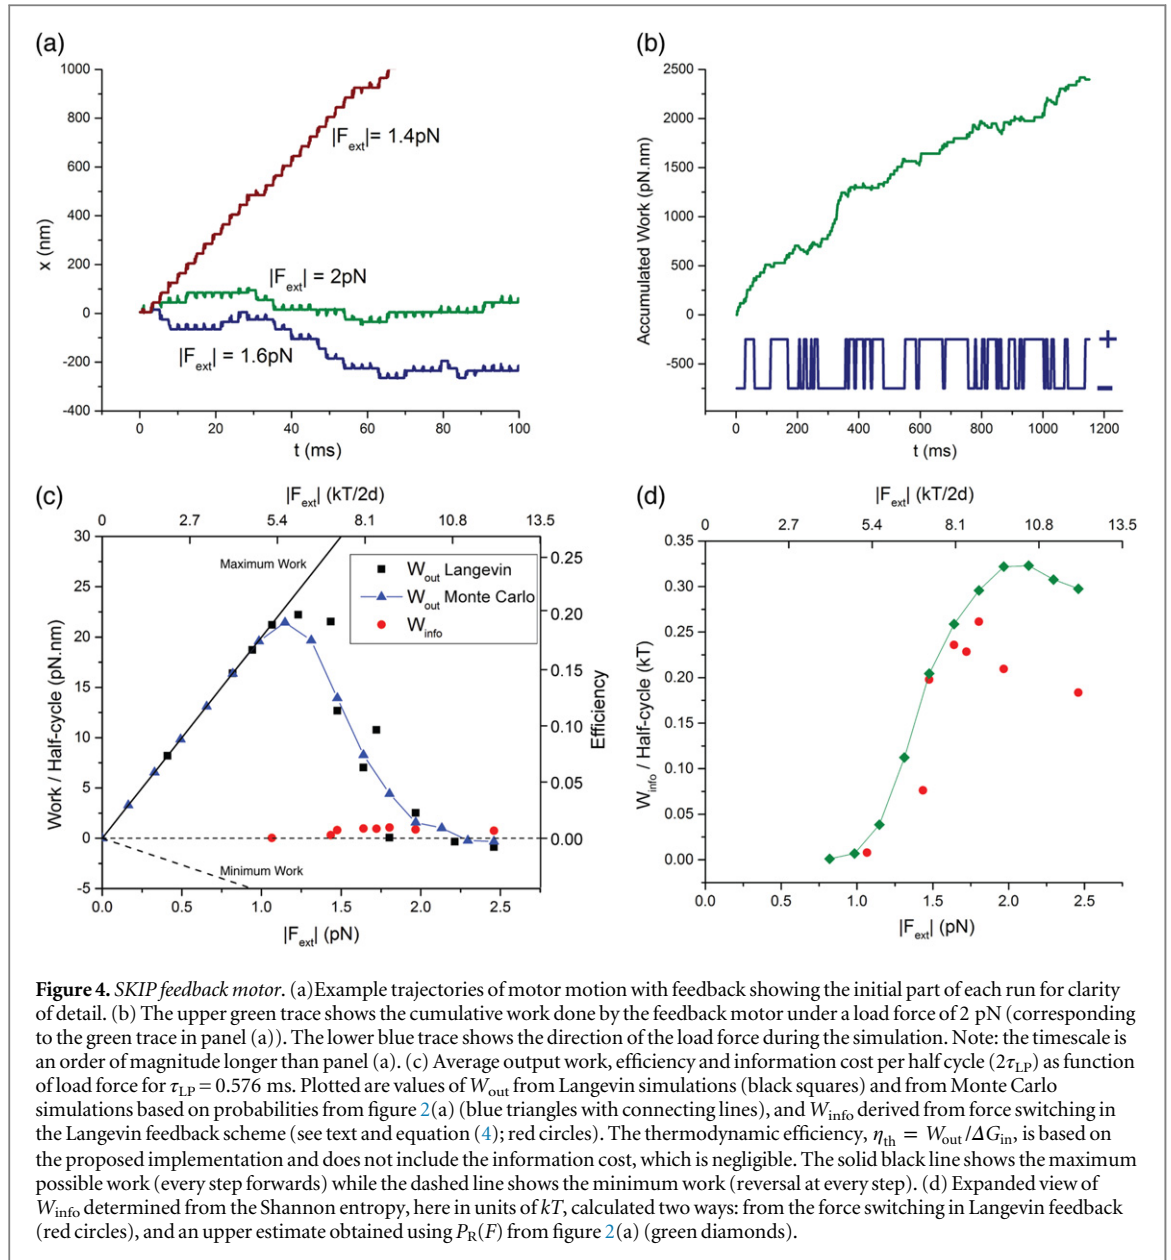 (a)
1000
800
600
400
200
0
-200
-400
x (nm)
|Fext|= 1.4pN
|Fext| = 2pN
|Fext| = 1.6pN
0 20 40 60 80 100
t (ms)
(b)
2500
2000
1500
1000
500
0
-500
Accumulated Work (pN.nm)
+
−
0 200 400 600 800 1000 1200
t (ms)
(c)
|Fext| (kT/2d)
0 2.7 5.4 8.1 10.8 13.5
30
25
20
15
10
5
0
-5
Work / Half-cycle (pN.nm)
Maximum Work
Wout Langevin
Wout Monte Carlo
Winfo
Minimum Work
0.25
0.20
0.15
0.10
0.05
0.00
Efficiency
0.0 0.5 1.0 1.5 2.0 2.5
|Fext| (pN)
(d)
|Fext| (kT/2d)
0 2.7 5.4 8.1 10.8 13.5
0.35
0.30
0.25
0.20
0.15
0.10
0.05
0.00
Winfo / Half-cycle (kT)
0.0 0.5 1.0 1.5 2.0 2.5
|Fext| (pN)
Figure 4. SKIP feedback motor. (a)Example trajectories of motor motion with feedback showing the initial part of each run for clarity
of detail. (b) The upper green trace shows the cumulative work done by the feedback motor under a load force of 2 pN (corresponding
to the green trace in panel (a)). The lower blue trace shows the direction of the load force during the simulation. Note: the timescale is
an order of magnitude longer than panel (a). (c) Average output work, efficiency and information cost per half cycle (2τLP) as function
of load force for τLP = 0.576 ms. Plotted are values of Wout from Langevin simulations (black squares) and from Monte Carlo
simulations based on probabilities from figure 2(a) (blue triangles with connecting lines), and Winfo derived from force switching in
the Langevin feedback scheme (see text and equation (4); red circles). The thermodynamic efficiency, ηth = Wout/ΔGin, is based on
the proposed implementation and does not include the information cost, which is negligible. The solid black line shows the maximum
possible work (every step forwards) while the dashed line shows the minimum work (reversal at every step). (d) Expanded view of
Winfo determined from the Shannon entropy, here in units of kT, calculated two ways: from the force switching in Langevin feedback
(red circles), and an upper estimate obtained using PR(F) from figure 2(a) (green diamonds).